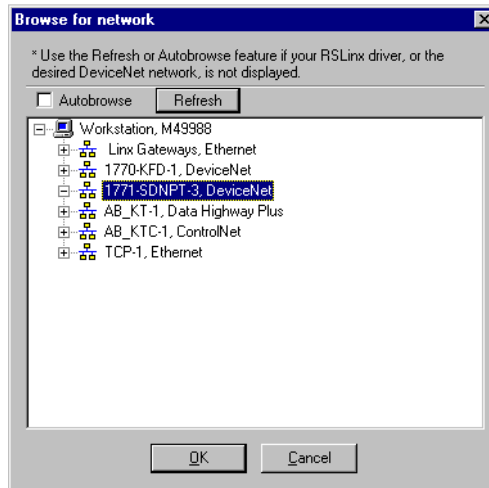 Browse for network
* Use the Refresh or Autobrowse feature if your RSLinx driver, or the
desired DeviceNet network, is not displayed.
Autobrowse Refresh
Workstation, M49988
Linx Gateways, Ethernet
1770-KFD-1, DeviceNet
1771-SDNPT-3, DeviceNet
AB_KT-1, Data Highway Plus
AB_KTC-1, ControlNet
TCP-1, Ethernet
OK Cancel